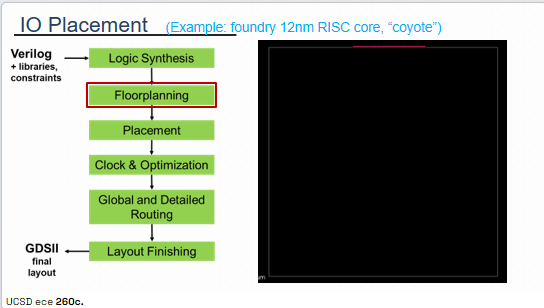 IO Placement (Example: foundry 12nm RISC core, “coyote”)
Verilog
+ libraries,
constraints
Logic Synthesis
Floorplanning
Placement
Clock & Optimization
Global and Detailed
Routing
GDSII
final
layout
Layout Finishing
UCSD ece 260c.